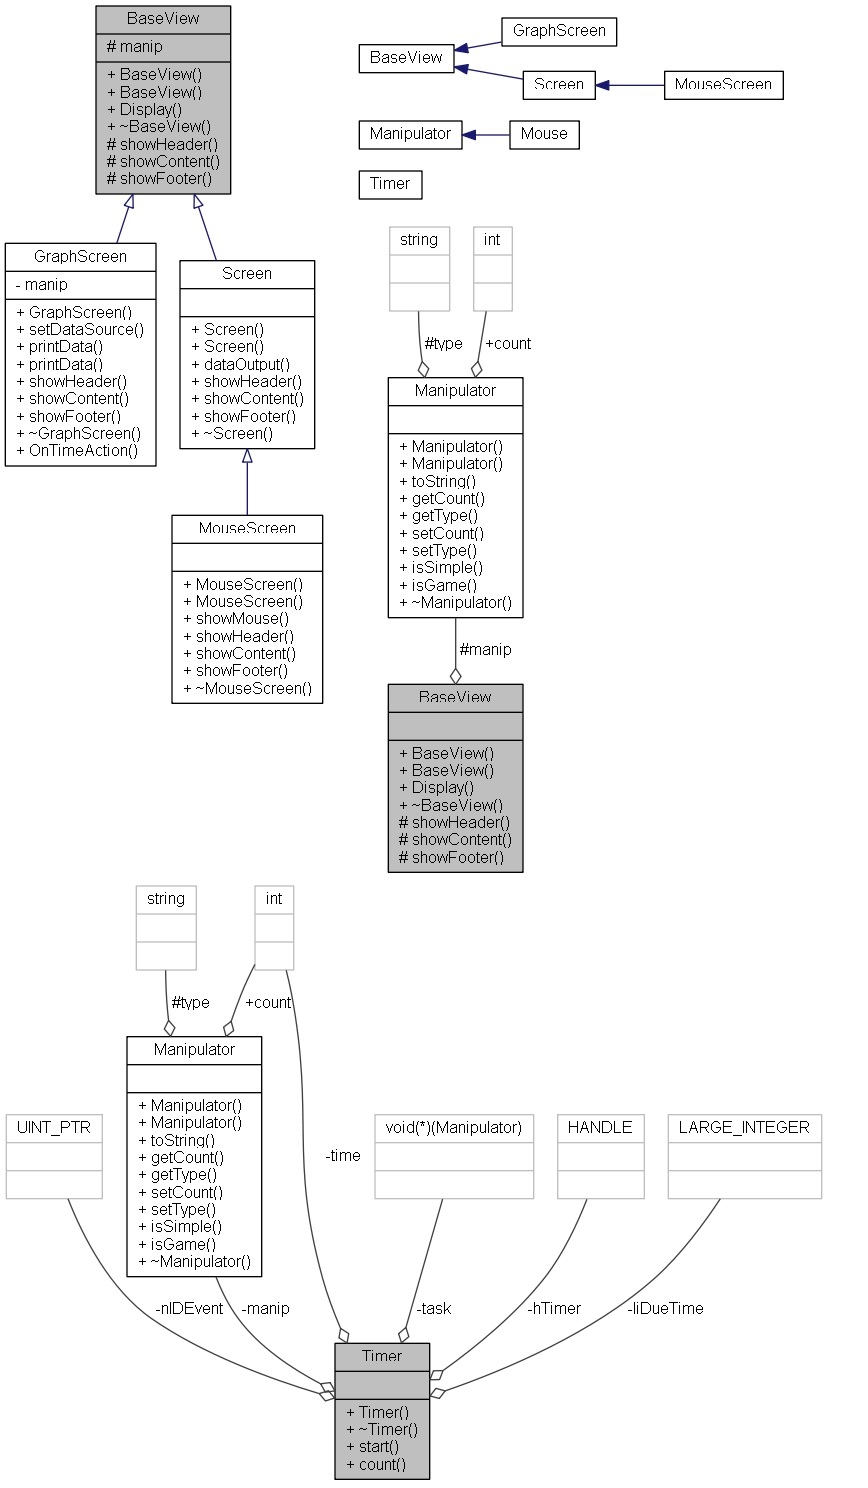 BaseView
# manip
+ BaseView()
+ BaseView()
+ Display()
+ ~BaseView()
# showHeader()
# showContent()
# showFooter()
GraphScreen
- manip
+ GraphScreen()
+ setDataSource()
+ printData()
+ printData()
+ showHeader()
+ showContent()
+ showFooter()
+ ~GraphScreen()
+ OnTimeAction()
Screen
+ Screen()
+ Screen()
+ dataOutput()
+ showHeader()
+ showContent()
+ showFooter()
+ ~Screen()
MouseScreen
+ MouseScreen()
+ MouseScreen()
+ showMouse()
+ showHeader()
+ showContent()
+ showFooter()
+ ~MouseScreen()
BaseView
GraphScreen
Screen
MouseScreen
Manipulator
Mouse
Timer
string
int
#type
+count
Manipulator
+ Manipulator()
+ Manipulator()
+ toString()
+ getCount()
+ getType()
+ setCount()
+ setType()
+ isSimple()
+ isGame()
+ ~Manipulator()
#manip
BaseView
+ BaseView()
+ BaseView()
+ Display()
+ ~BaseView()
# showHeader()
# showContent()
# showFooter()
string
int
#type
+count
Manipulator
+ Manipulator()
+ Manipulator()
+ toString()
+ getCount()
+ getType()
+ setCount()
+ setType()
+ isSimple()
+ isGame()
+ ~Manipulator()
UINT_PTR
-time
void(*)(Manipulator)
HANDLE
LARGE_INTEGER
-nIDEvent
-manip
-task
-hTimer
-liDueTime
Timer
+ Timer()
+ ~Timer()
+ start()
+ count()